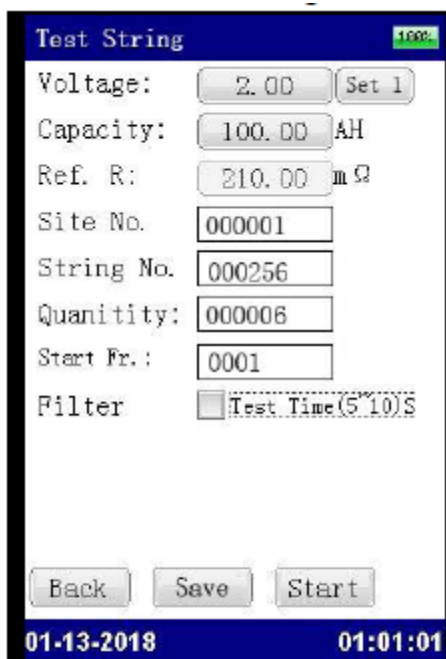 Test String 100%
Voltage: 2.00 Set 1
Capacity: 100.00 AH
Ref. R: 210.00 mΩ
Site No. 000001
String No. 000256
Quanitity: 000006
Start Fr.: 0001
Filter Test Time(5~10)S
Back Save Start
01-13-2018 01:01:01